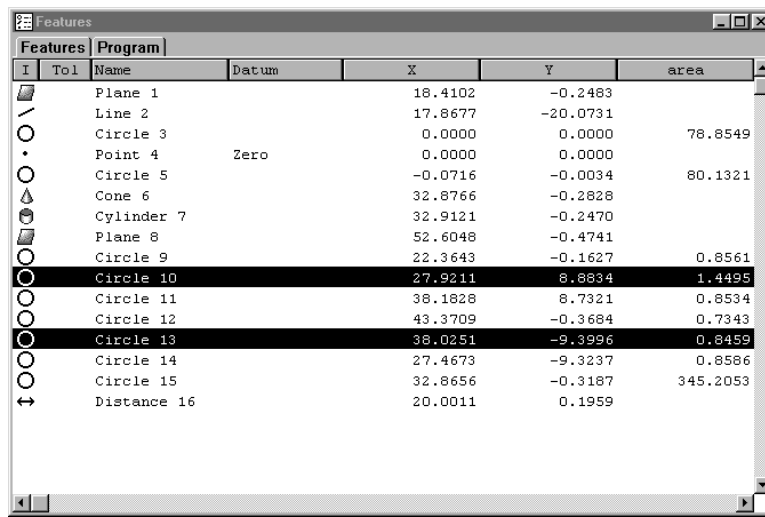 Features
Features Program
I Tol Name Datum X Y area
Plane 1 18.4102 -0.2483
Line 2 17.8677 -20.0731
Circle 3 0.0000 0.0000 78.8549
Point 4 Zero 0.0000 0.0000
Circle 5 -0.0716 -0.0034 80.1321
Cone 6 32.8766 -0.2828
Cylinder 7 32.9121 -0.2470
Plane 8 52.6048 -0.4741
Circle 9 22.3643 -0.1627 0.8561
Circle 10 27.9211 8.8834 1.4495
Circle 11 38.1828 8.7321 0.8534
Circle 12 43.3709 -0.3684 0.7343
Circle 13 38.0251 -9.3996 0.8459
Circle 14 27.4673 -9.3237 0.8586
Circle 15 32.8656 -0.3187 345.2053
Distance 16 20.0011 0.1959